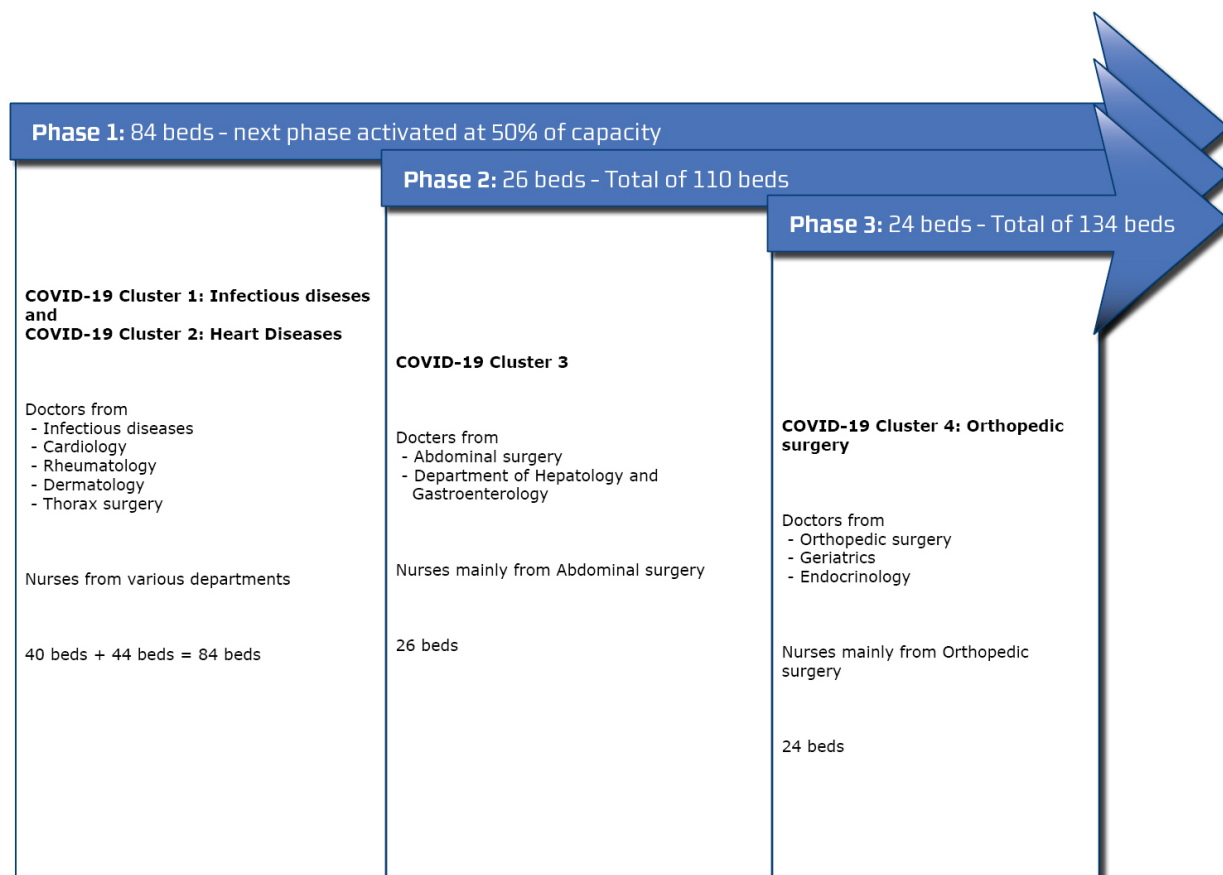 Phase 1: 84 beds - next phase activated at 50% of capacity
Phase 2: 26 beds - Total of 110 beds
Phase 3: 24 beds - Total of 134 beds
COVID-19 Cluster 1: Infectious diseses
and
COVID-19 Cluster 2: Heart Diseases
Doctors from
- Infectious diseases
- Cardiology
- Rheumatology
- Dermatology
- Thorax surgery
Nurses from various departments
40 beds + 44 beds = 84 beds
COVID-19 Cluster 3
Docters from
- Abdominal surgery
- Department of Hepatology and
Gastroenterology
Nurses mainly from Abdominal surgery
26 beds
COVID-19 Cluster 4: Orthopedic
surgery
Doctors from
- Orthopedic surgery
- Geriatrics
- Endocrinology
Nurses mainly from Orthopedic
surgery
24 beds